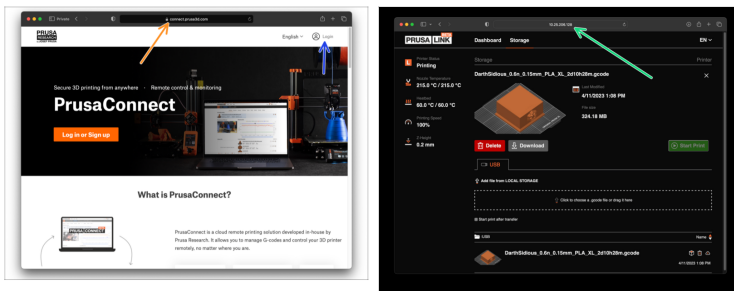 Private
connect.prusa3d.com
PRUSA
RESEARCH
English
Login
Secure 3D printing from anywhere · Remote control & monitoring
PrusaConnect
Log in or Sign up
What is PrusaConnect?
PrusaConnect is a cloud remote printing solution developed in-house by
Prusa Research. It allows you to manage G-codes and control your 3D printer
remotely, no matter where you are.
PRUSA LINK
Dashboard
Storage
EN
Printer Status
Printing
Nozzle Temperature
215.0 °C / 215.0 °C
Heatbed
60.0 °C / 60.0 °C
Printing Speed
100%
Z-Height
0.2 mm
Storage
Printer
DarthSidious_0.6n_0.15mm_PLA_XL_2d10h28m.gcode
Last Modified
4/11/2023 1:08 PM
File size
324.16 MB
Delete
Download
Start Print
USB
Add file from LOCAL STORAGE
Click to choose a .gcode file or drag it here
Start print after transfer
USB
Name
DarthSidious_0.6n_0.15mm_PLA_XL_2d10h28m.gcode
4/11/2023 1:08 PM